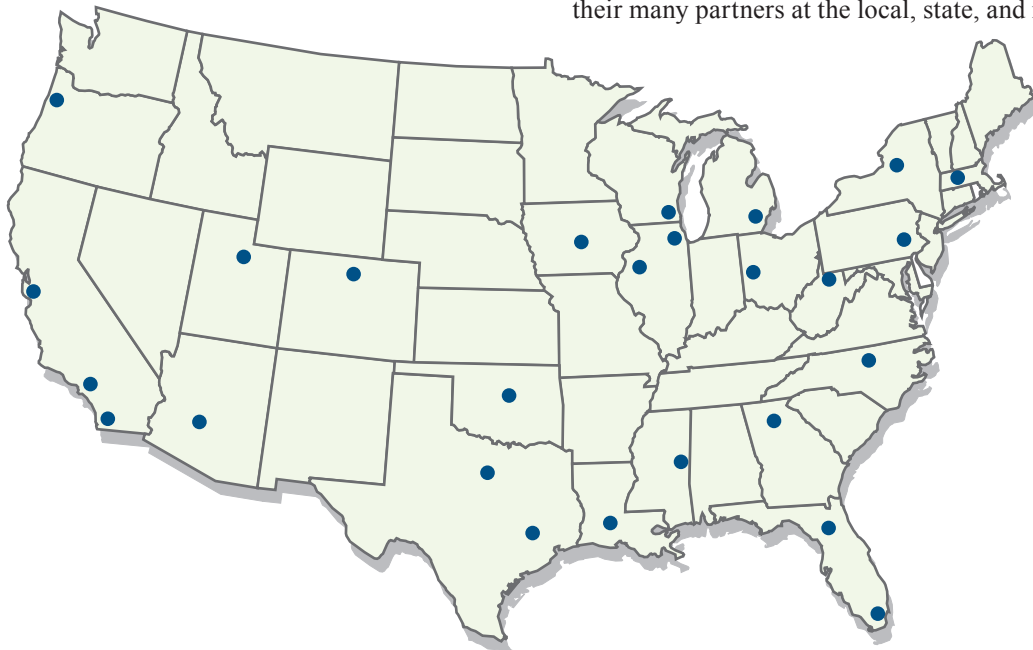 their many partners at the local, state, and